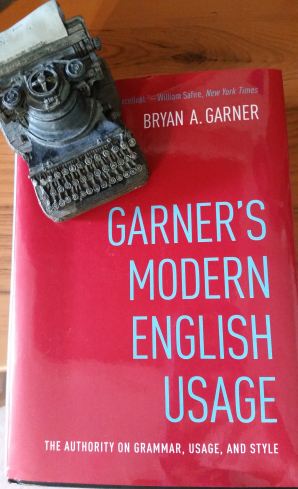 William Safire, New York Times
BRYAN A. GARNER
GARNER'S
MODERN
ENGLISH
USAGE
THE AUTHORITY ON GRAMMAR, USAGE, AND STYLE